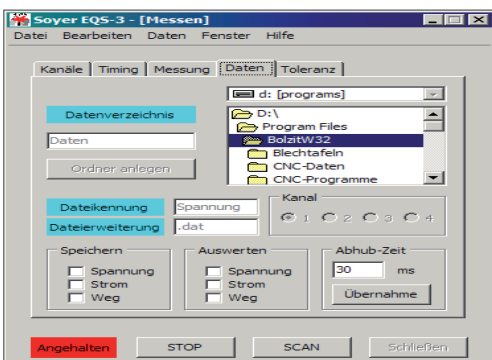 Soyer EQS-3 - [Messen]
Datei Bearbeiten Daten Fenster Hilfe
Kanäle Timing Messung Daten Toleranz
d: [programs]
Datenverzeichnis
D:\
Program Files
Daten
BolzitW32
Blechtafeln
Ordner anlegen
CNC-Daten
CNC-Programme
Kanal
Dateikennung Spannung
1 2 3 4
Dateierweiterung .dat
Speichern Auswerten Abhub-Zeit
Spannung Spannung 30 ms
Strom Strom
Weg Weg Übernahme
Angehalten STOP SCAN Schließen